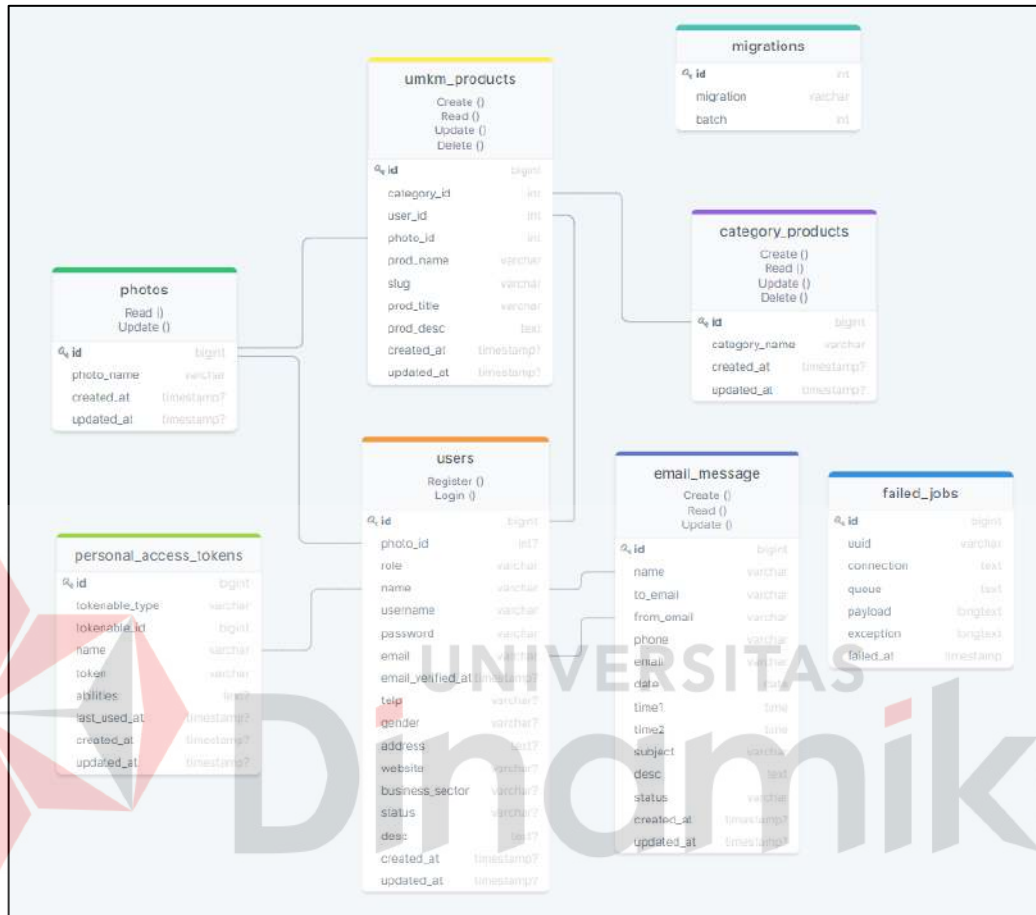 migrations
id int
migration varchar
batch int
umkm_products
Create ()
Read ()
Update ()
Delete ()
id bigint
category_id int
user_id int
photo_id int
prod_name varchar
slug varchar
prod_title varchar
prod_desc text
created_at timestamp?
updated_at timestamp?
category_products
Create ()
Read ()
Update ()
Delete ()
id bigint
category_name varchar
created_at timestamp?
updated_at timestamp?
photos
Read ()
Update ()
id bigint
photo_name varchar
created_at timestamp?
updated_at timestamp?
users
Register ()
Login ()
id bigint
photo_id int?
role varchar
name varchar
username varchar
password varchar
email varchar
email_verified_at timestamp?
telp varchar?
gender varchar?
address text?
website varchar?
business_sector varchar?
status varchar?
desc text?
created_at timestamp?
updated_at timestamp?
email_message
Create ()
Read ()
Update ()
id bigint
name varchar
to_email varchar
from_email varchar
phone varchar
email varchar
date date
time1 time
time2 time
subject varchar
desc text
status varchar
created_at timestamp?
updated_at timestamp?
failed_jobs
id bigint
uuid varchar
connection text
queue text
payload longtext
exception longtext
failed_at timestamp
personal_access_tokens
id bigint
tokenable_type varchar
tokenable_id bigint
name varchar
token varchar
abilities text?
last_used_at timestamp?
created_at timestamp?
updated_at timestamp?
UNIVERSITAS
Dinamik